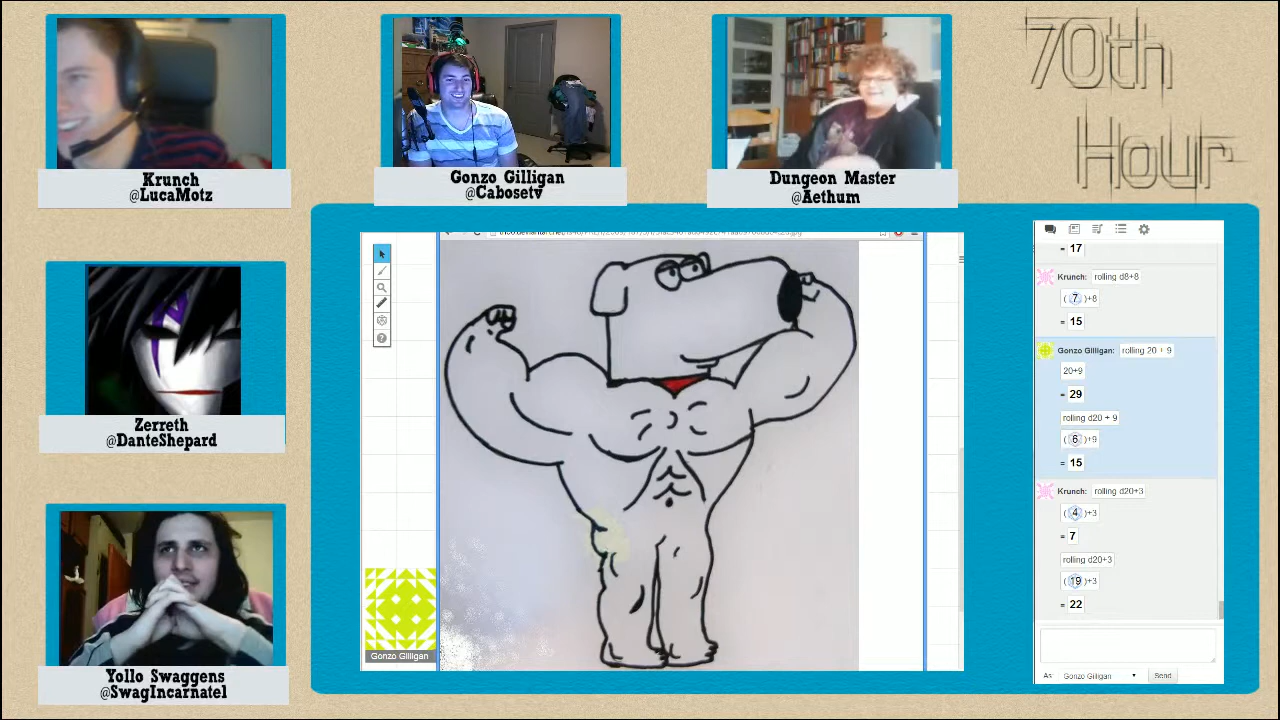 70th
Hour
Krunch
@LucaMotz
Gonzo Gilligan
@Cabosetv
Dungeon Master
@Aethum
Zerreth
@DanteShepard
Yollo Swaggens
@SwagIncarnate1
Gonzo Gilligan
= 17
Krunch: rolling d8+8
( 7 )+8
= 15
Gonzo Gilligan: rolling 20 + 9
20+9
= 29
rolling d20 + 9
( 6 )+9
= 15
Krunch: rolling d20+3
( 4 )+3
= 7
rolling d20+3
( 19 )+3
= 22
As: Gonzo Gilligan Send